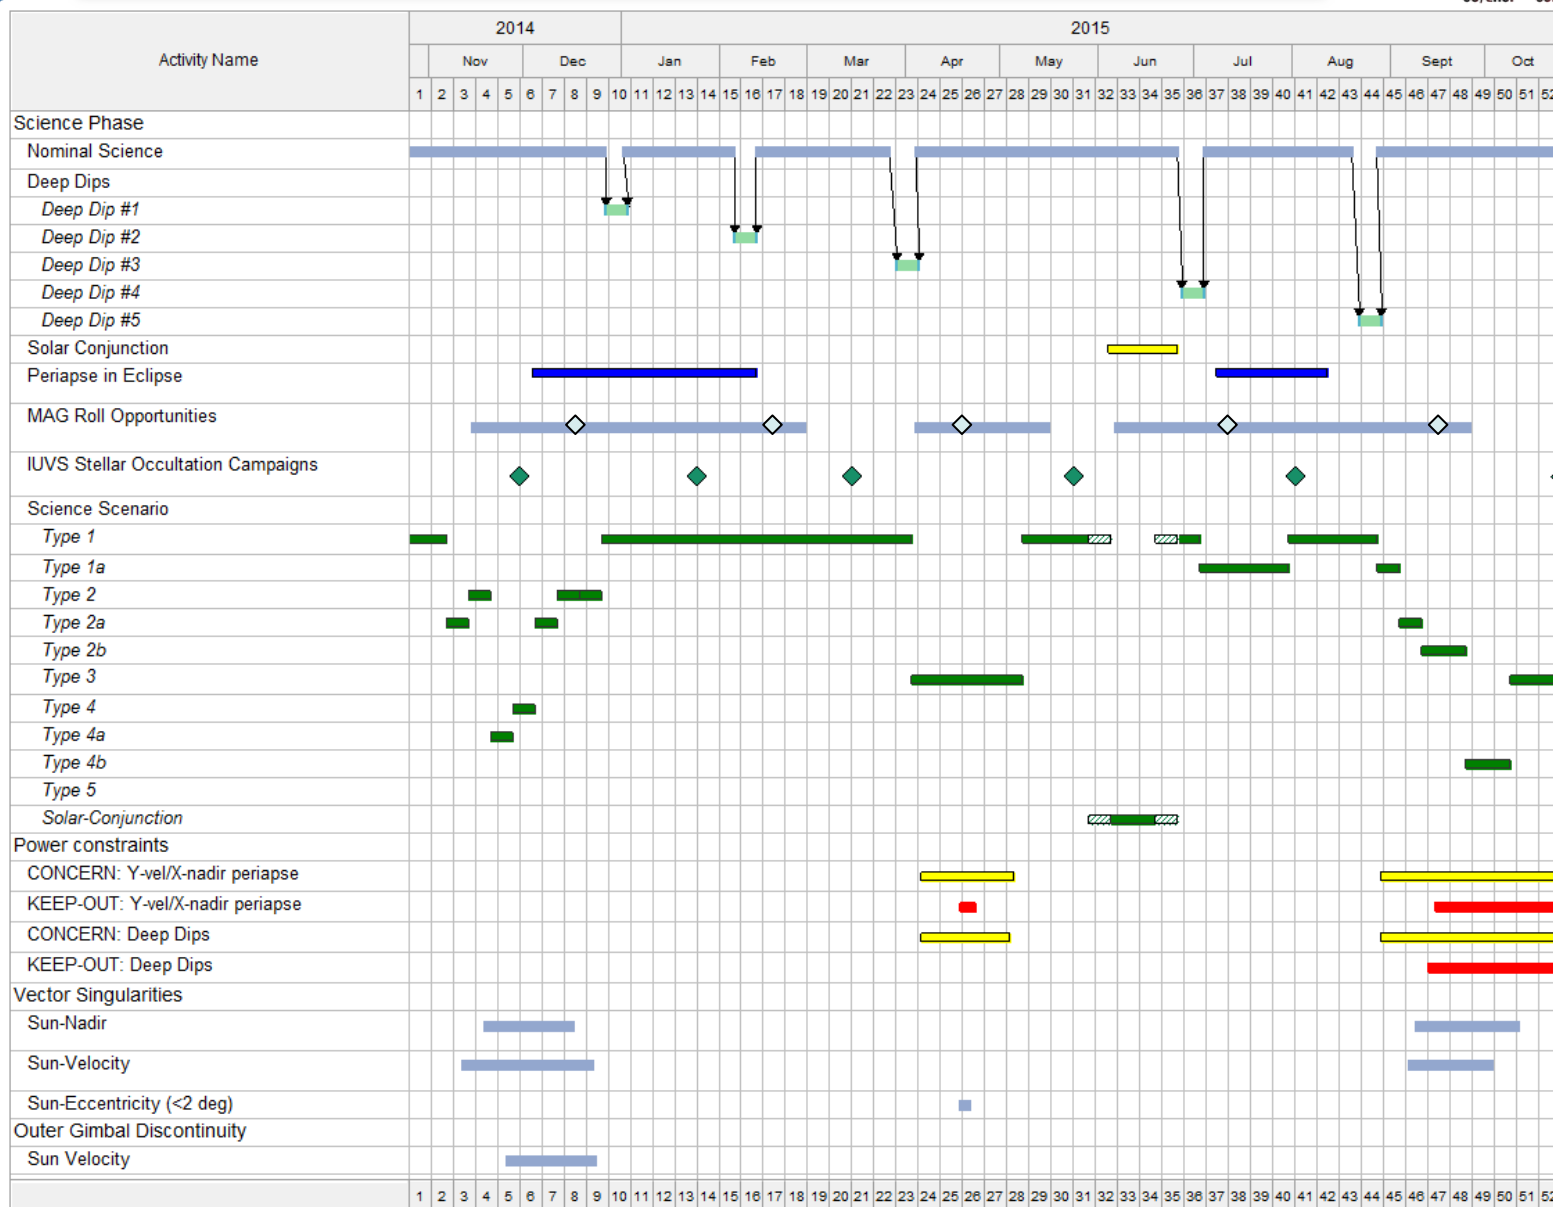 2014 2015
Activity Name
Nov Dec Jan Feb Mar Apr May Jun Jul Aug Sept Oct
1 2 3 4 5 6 7 8 9 10 11 12 13 14 15 16 17 18 19 20 21 22 23 24 25 26 27 28 29 30 31 32 33 34 35 36 37 38 39 40 41 42 43 44 45 46 47 48 49 50 51 52
Science Phase
Nominal Science
Deep Dips
Deep Dip #1
Deep Dip #2
Deep Dip #3
Deep Dip #4
Deep Dip #5
Solar Conjunction
Periapse in Eclipse
MAG Roll Opportunities
IUVS Stellar Occultation Campaigns
Science Scenario
Type 1
Type 1a
Type 2
Type 2a
Type 2b
Type 3
Type 4
Type 4a
Type 4b
Type 5
Solar-Conjunction
Power constraints
CONCERN: Y-vel/X-nadir periapse
KEEP-OUT: Y-vel/X-nadir periapse
CONCERN: Deep Dips
KEEP-OUT: Deep Dips
Vector Singularities
Sun-Nadir
Sun-Velocity
Sun-Eccentricity (<2 deg)
Outer Gimbal Discontinuity
Sun Velocity
1 2 3 4 5 6 7 8 9 10 11 12 13 14 15 16 17 18 19 20 21 22 23 24 25 26 27 28 29 30 31 32 33 34 35 36 37 38 39 40 41 42 43 44 45 46 47 48 49 50 51 52